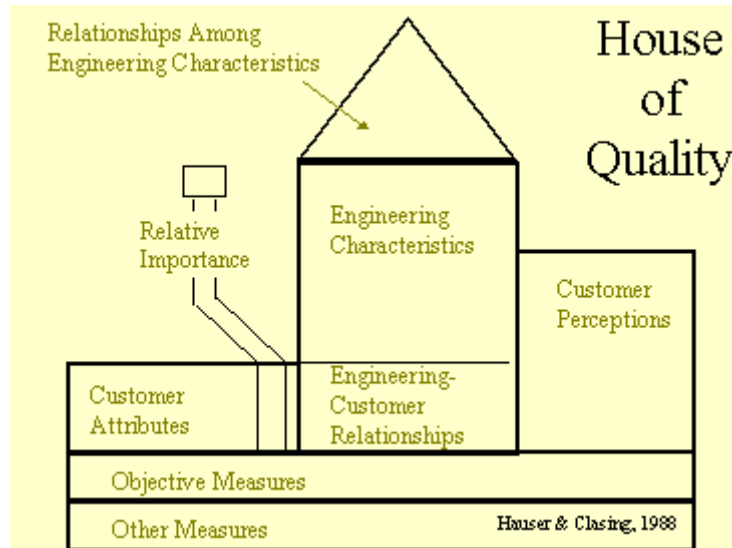 Relationships Among
Engineering Characteristics
House
of
Quality
Relative
Importance
Engineering
Characteristics
Customer
Perceptions
Customer
Attributes
Engineering-
Customer
Relationships
Objective Measures
Other Measures
Hauser & Clasing, 1988